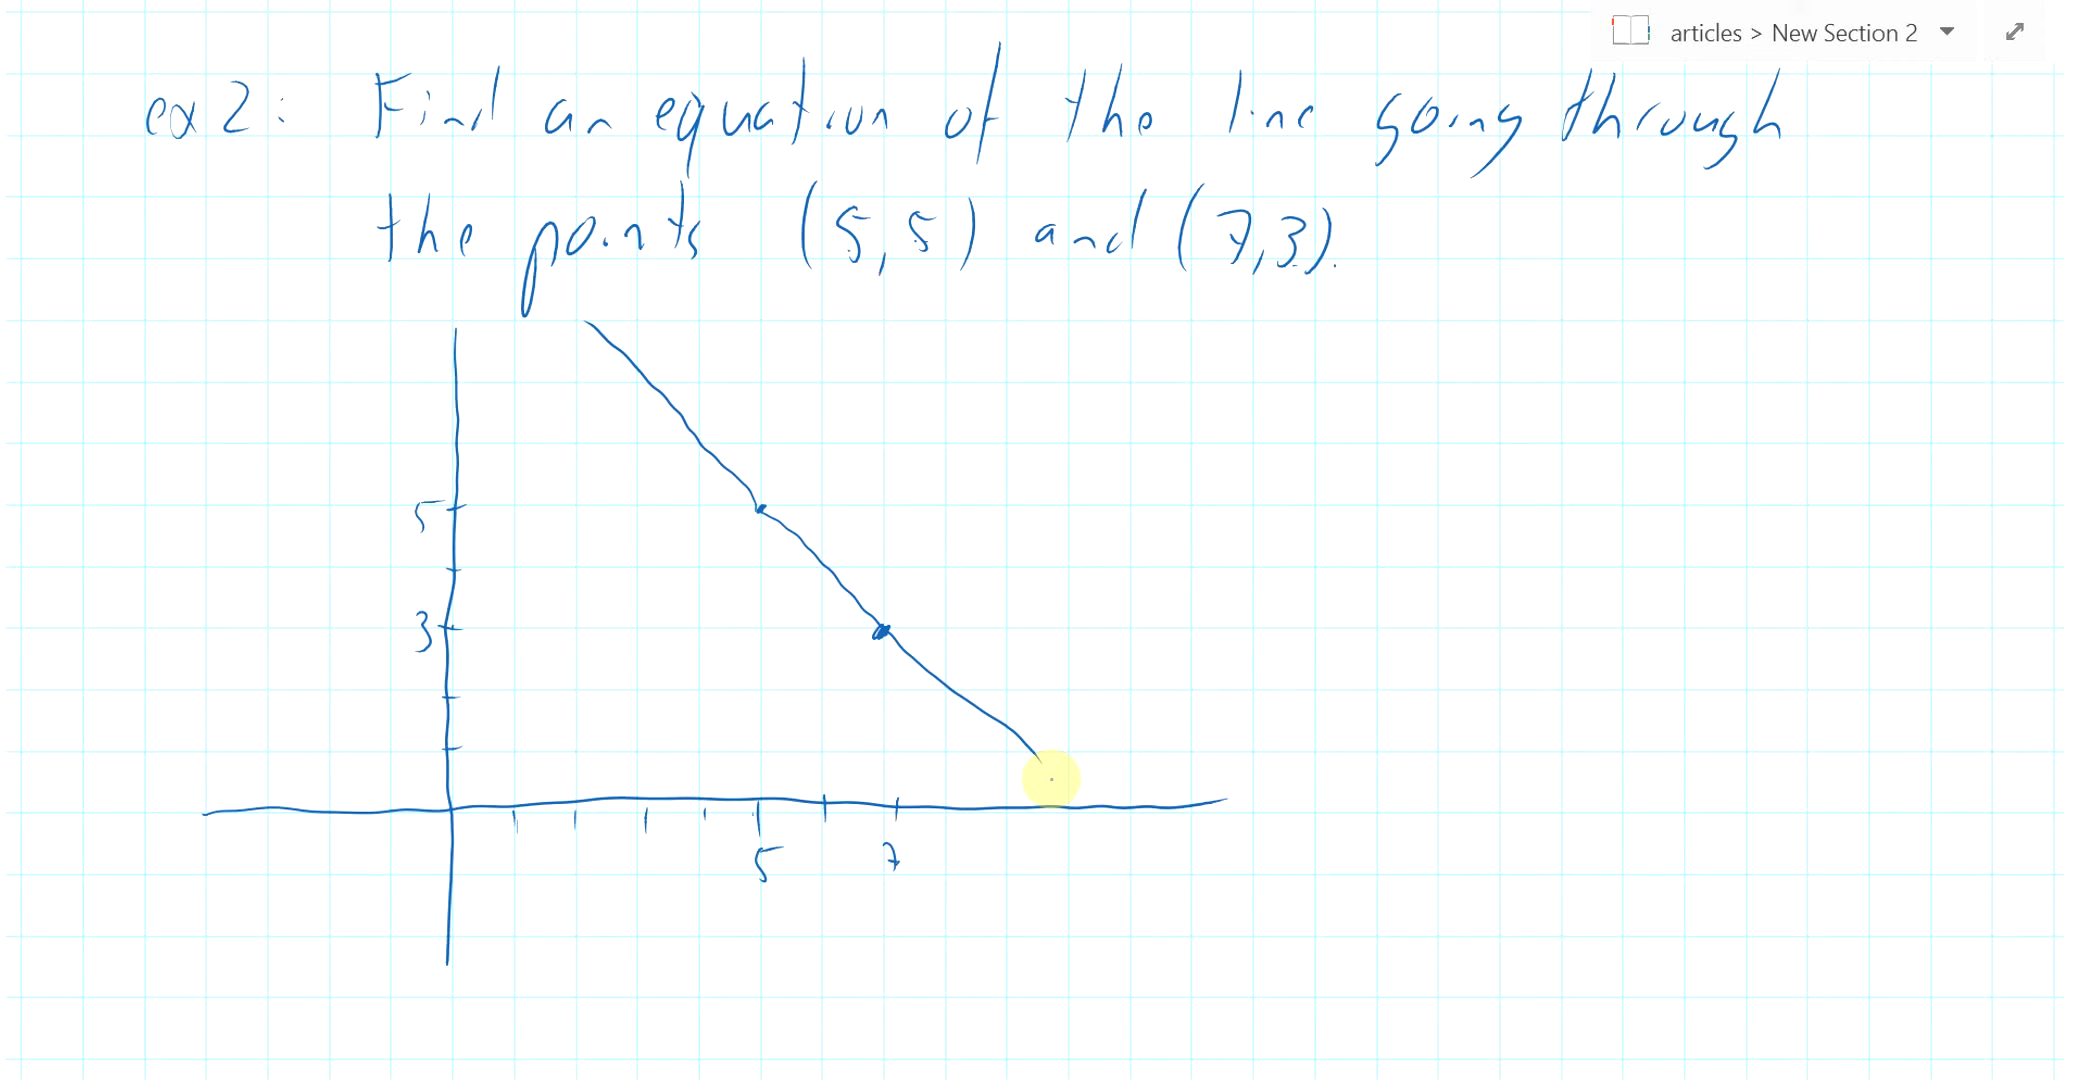 articles > New Section 2
ex 2: Find an equation of the line going through
the points (5,5) and (7,3).
5
3
5 7